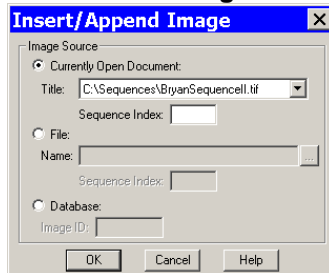 Insert/Append Image
Image Source
Currently Open Document:
Title: C:\Sequences\BryanSequenceII.tif
Sequence Index:
File:
Name: ...
Sequence Index:
Database:
Image ID:
OK Cancel Help